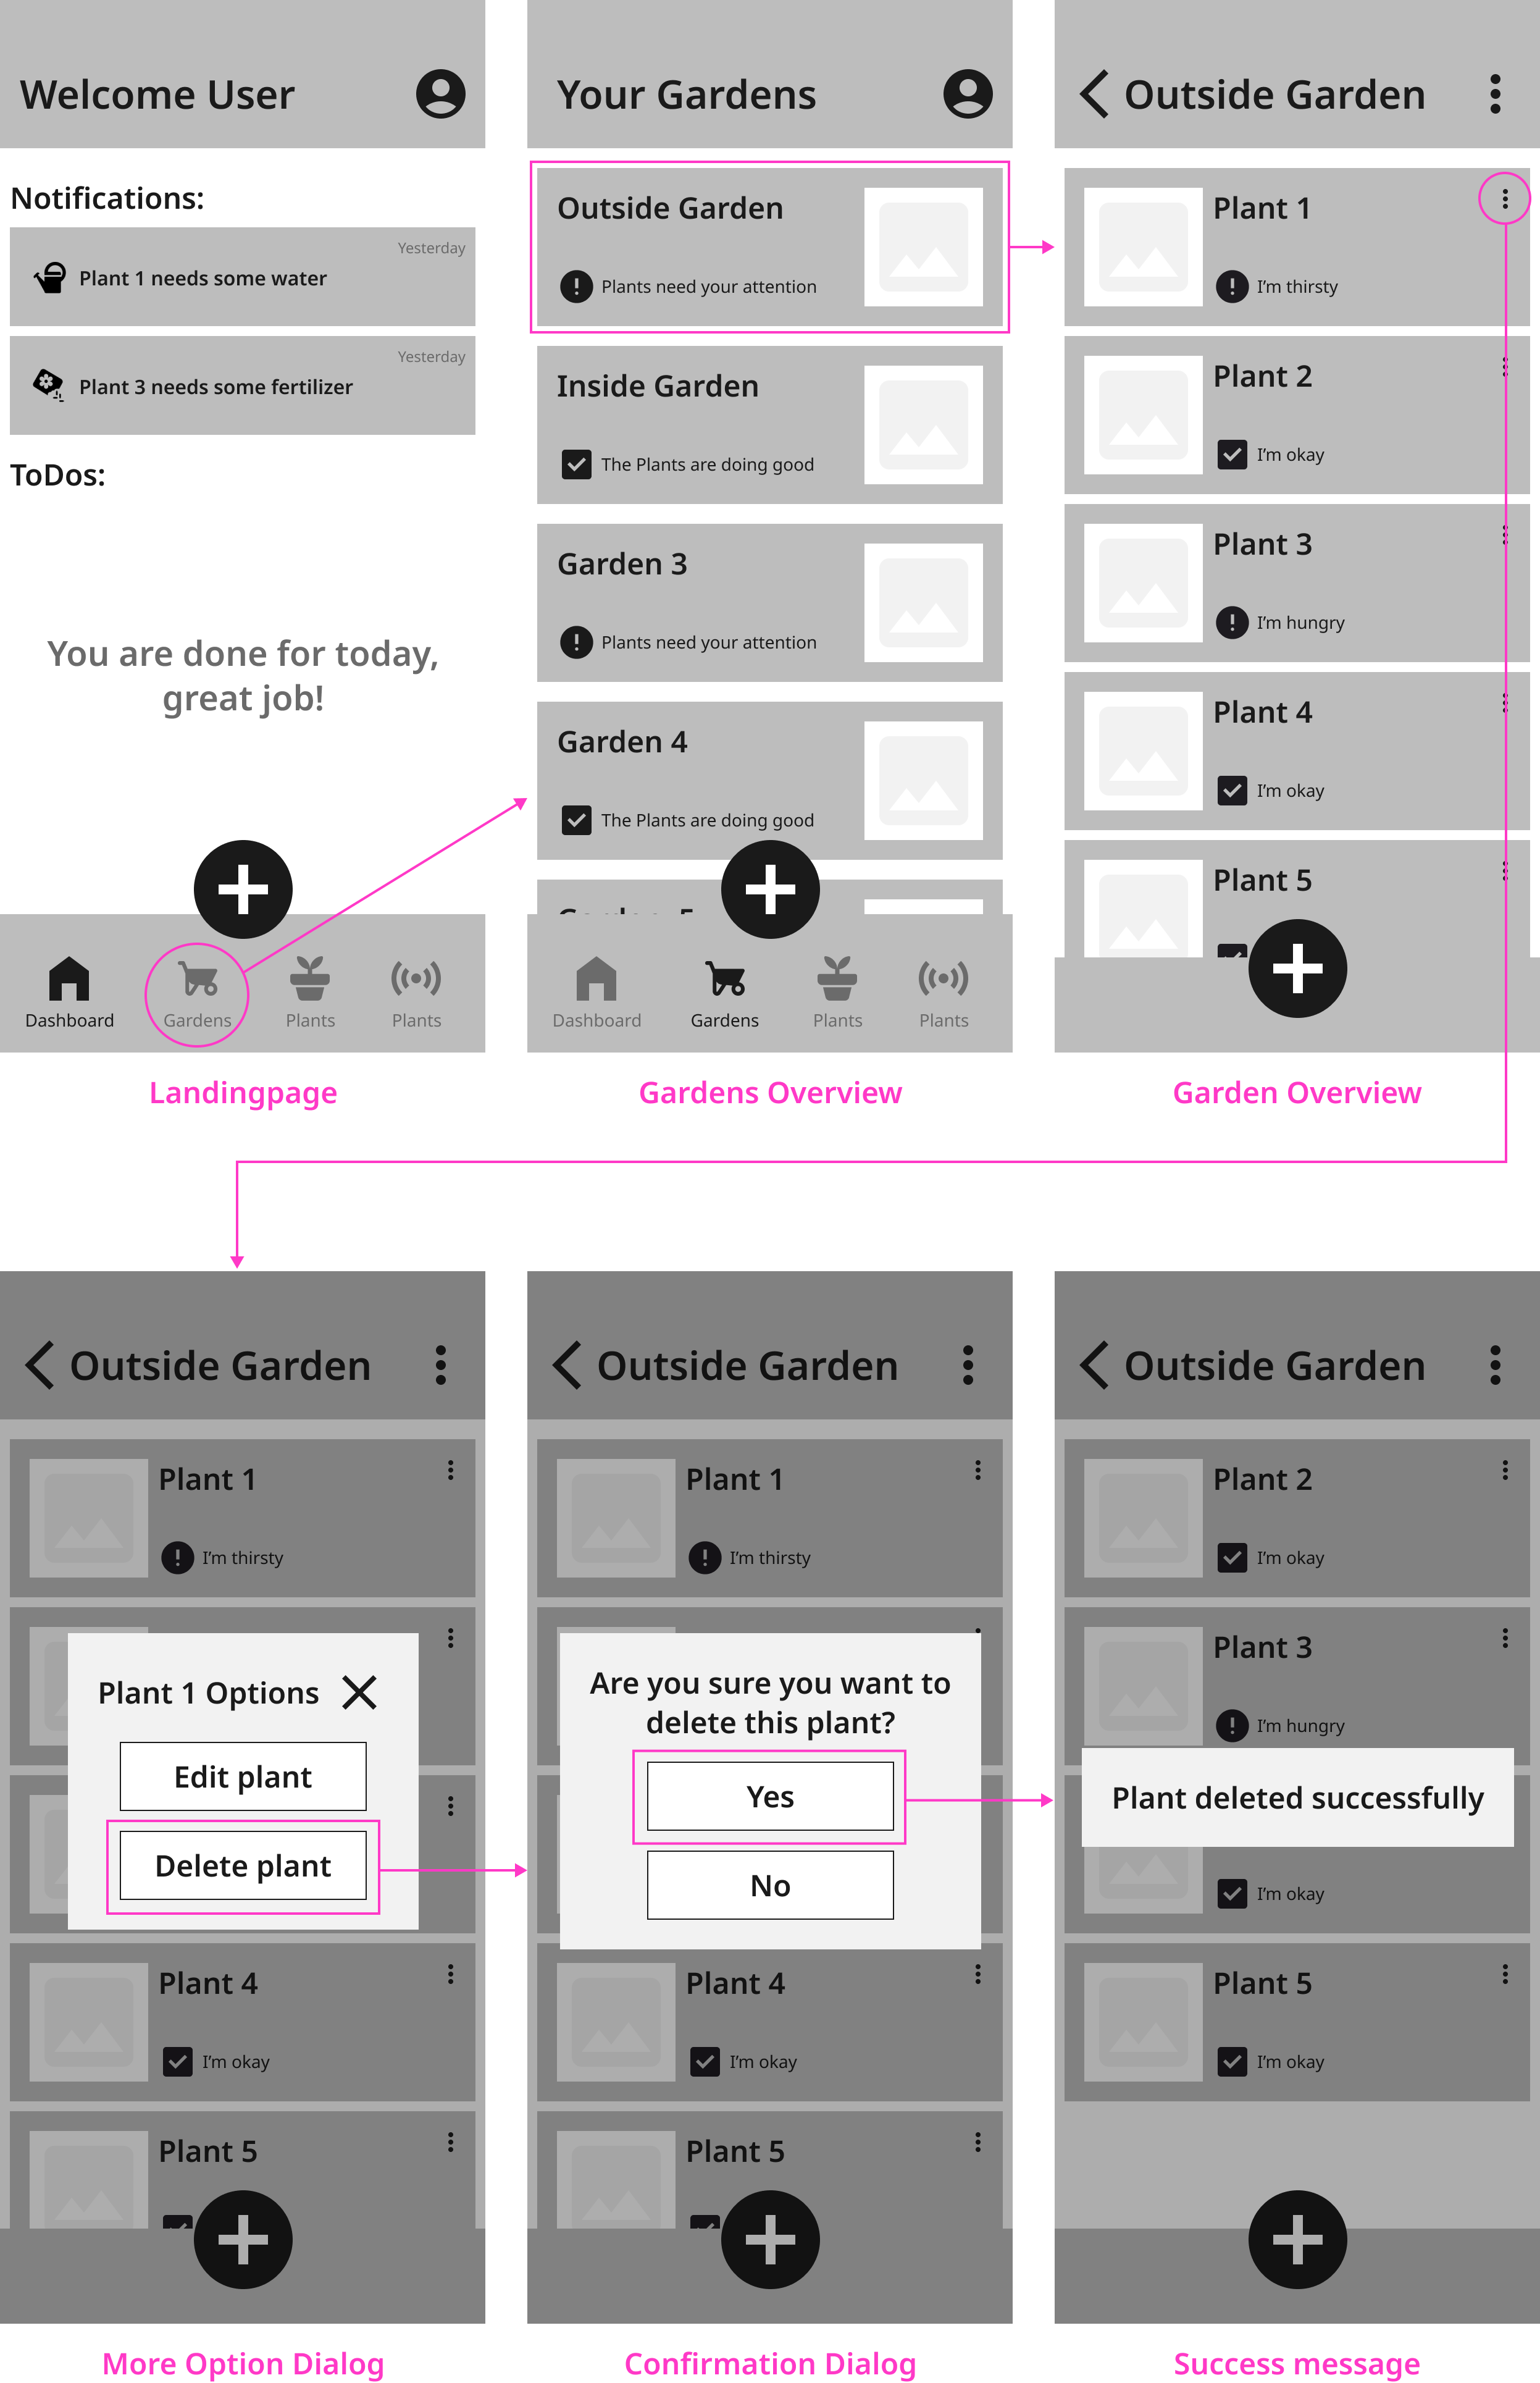 Welcome User
Notifications:
Yesterday
Plant 1 needs some water
Yesterday
Plant 3 needs some fertilizer
ToDos:
You are done for today,
great job!
Dashboard
Gardens
Plants
Plants
Landingpage
Your Gardens
Outside Garden
Plants need your attention
Inside Garden
The Plants are doing good
Garden 3
Plants need your attention
Garden 4
The Plants are doing good
Dashboard
Gardens
Plants
Plants
Gardens Overview
Outside Garden
Plant 1
I'm thirsty
Plant 2
I'm okay
Plant 3
I'm hungry
Plant 4
I'm okay
Plant 5
Garden Overview
Outside Garden
Plant 1
I'm thirsty
Plant 1 Options
Edit plant
Delete plant
Plant 4
I'm okay
Plant 5
More Option Dialog
Outside Garden
Plant 1
I'm thirsty
Are you sure you want to
delete this plant?
Yes
No
Plant 4
I'm okay
Plant 5
Confirmation Dialog
Outside Garden
Plant 2
I'm okay
Plant 3
I'm hungry
Plant deleted successfully
I'm okay
Plant 5
I'm okay
Success message